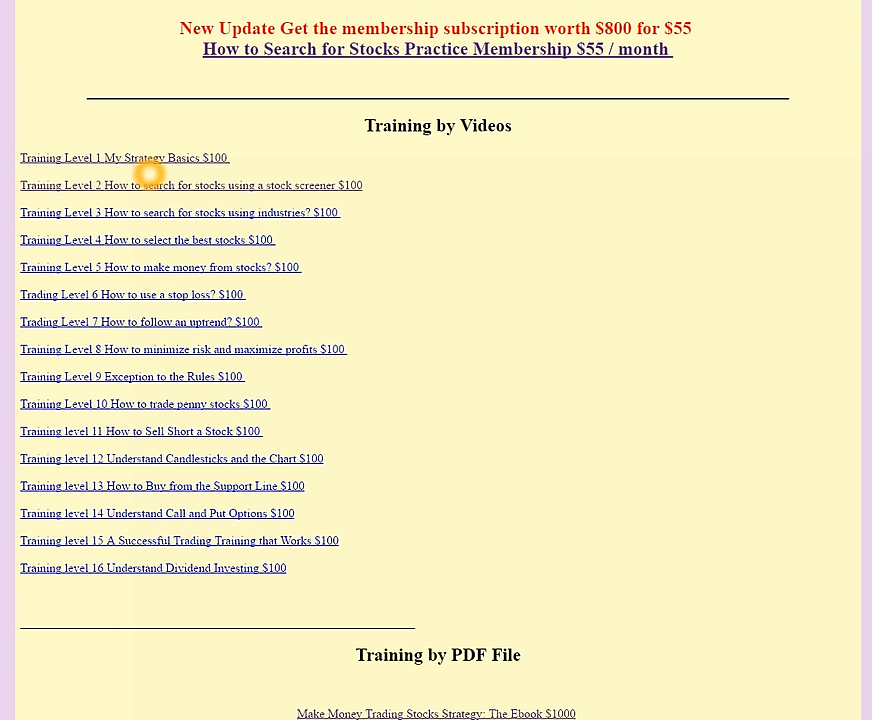 New Update Get the membership subscription worth $800 for $55
How to Search for Stocks Practice Membership $55 / month
Training by Videos
Training Level 1 My Strategy Basics $100
Training Level 2 How to search for stocks using a stock screener $100
Training Level 3 How to search for stocks using industries? $100
Training Level 4 How to select the best stocks $100
Training Level 5 How to make money from stocks? $100
Trading Level 6 How to use a stop loss? $100
Trading Level 7 How to follow an uptrend? $100
Training Level 8 How to minimize risk and maximize profits $100
Training Level 9 Exception to the Rules $100
Training Level 10 How to trade penny stocks $100
Training level 11 How to Sell Short a Stock $100
Training level 12 Understand Candlesticks and the Chart $100
Training level 13 How to Buy from the Support Line $100
Training level 14 Understand Call and Put Options $100
Training level 15 A Successful Trading Training that Works $100
Training level 16 Understand Dividend Investing $100
Training by PDF File
Make Money Trading Stocks Strategy: The Ebook $1000